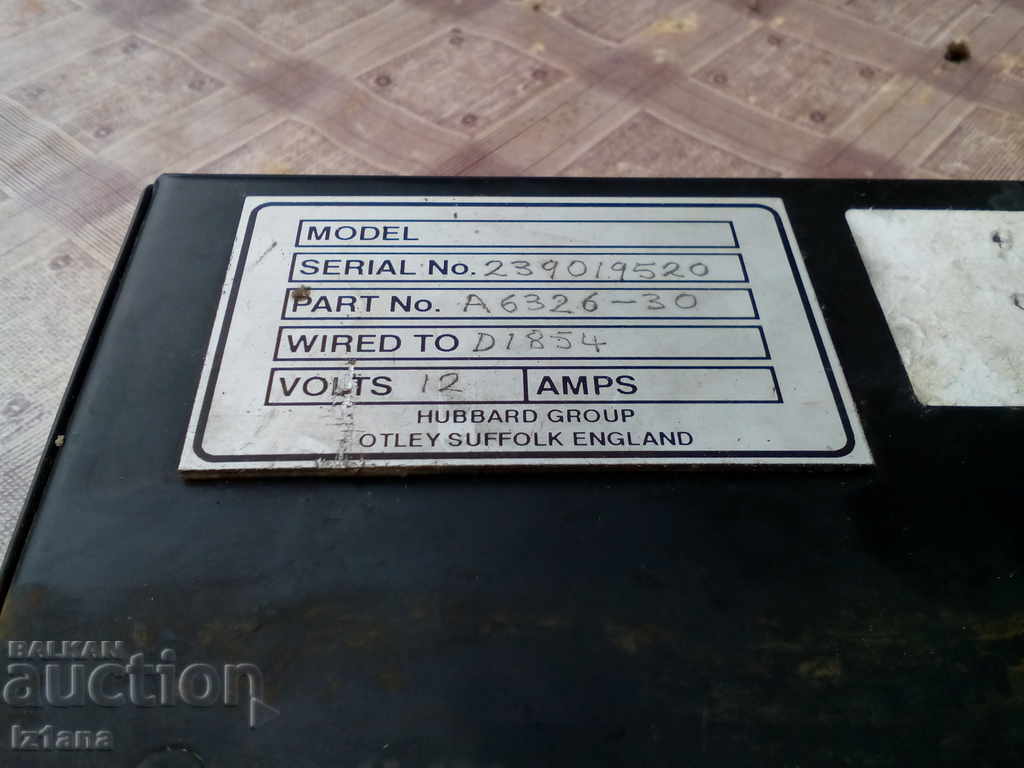 MODEL
SERIAL No. 239019520
PART No. A6326-30
WIRED TO D1854
VOLTS 12 AMPS
HUBBARD GROUP
OTLEY SUFFOLK ENGLAND
BALKAN
auction
Iztana